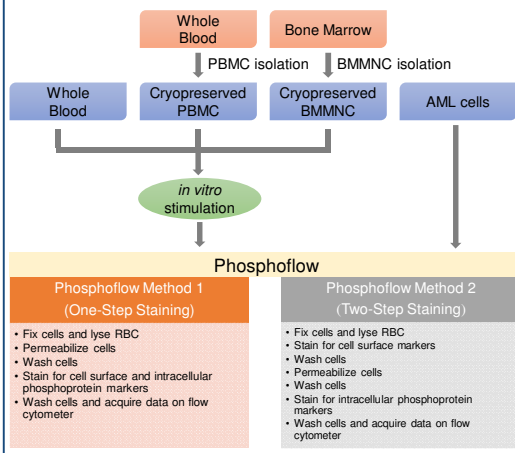 Whole
Blood
Bone Marrow
PBMC isolation
BMMNC isolation
Whole
Blood
Cryopreserved
PBMC
Cryopreserved
BMMNC
AML cells
in vitro
stimulation
Phosphoflow
Phosphoflow Method 1
(One-Step Staining)
• Fix cells and lyse RBC
• Permeabilize cells
• Wash cells
• Stain for cell surface and intracellular
phosphoprotein markers
• Wash cells and acquire data on flow
cytometer
Phosphoflow Method 2
(Two-Step Staining)
• Fix cells and lyse RBC
• Stain for cell surface markers
• Wash cells
• Permeabilize cells
• Wash cells
• Stain for intracellular phosphoprotein
markers
• Wash cells and acquire data on flow
cytometer